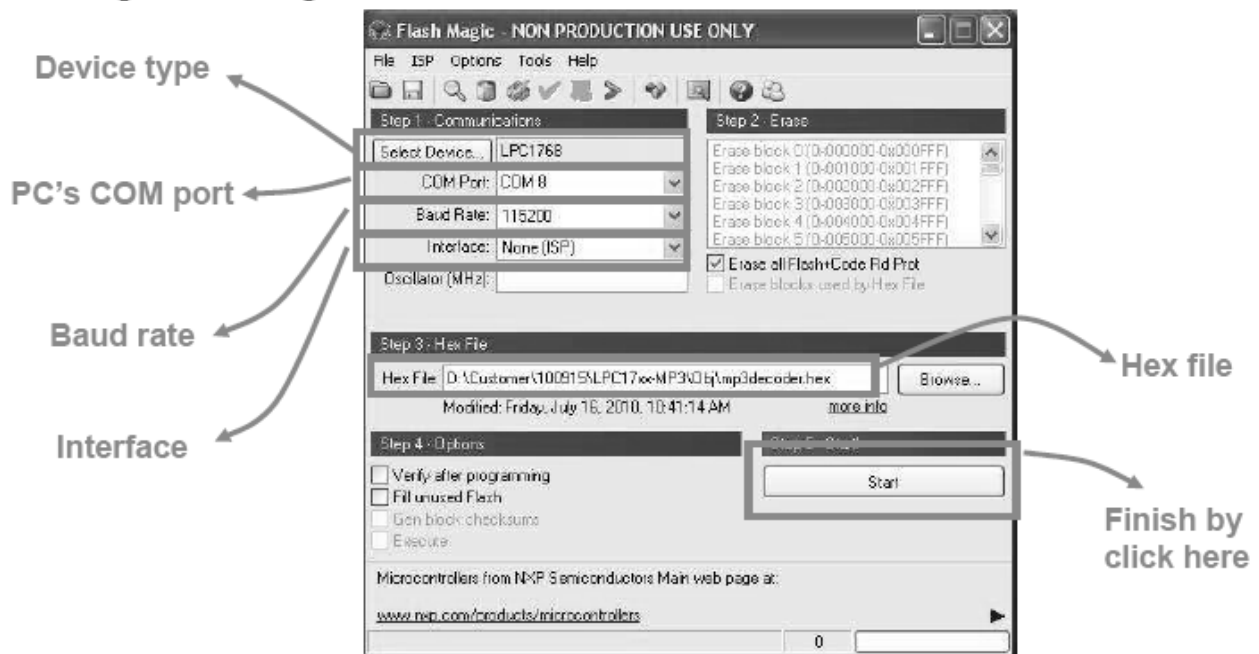 Flash Magic - NON PRODUCTION USE ONLY
File ISP Options Tools Help
Device type
Step 1 - Communications
Step 2 - Erase
Select Device... LPC1768
Erase block 0 (0x000000-0x000FFF)
PC's COM port
COM Port: COM 8
Erase block 1 (0x001000-0x001FFF)
Erase block 2 (0x002000-0x002FFF)
Baud Rate: 115200
Erase block 3 (0x003000-0x003FFF)
Erase block 4 (0x004000-0x004FFF)
Interface: None (ISP)
Erase block 5 (0x005000-0x005FFF)
Erase all Flash+Code Rd Prot
Oscillator (MHz):
Erase blocks used by Hex File
Baud rate
Step 3 - Hex File
Hex file
Hex File: D:\Customer\100915\LPC17xx-MP3\Obj\mp3decoder.hex Browse...
Modified: Friday, July 16, 2010, 10:41:14 AM more info
Interface
Step 4 - Options
Verify after programming
Start
Fill unused Flash
Gen block checksums
Execute
Finish by
click here
Microcontrollers from NXP Semiconductors Main web page at:
www.nxp.com/products/microcontrollers
0